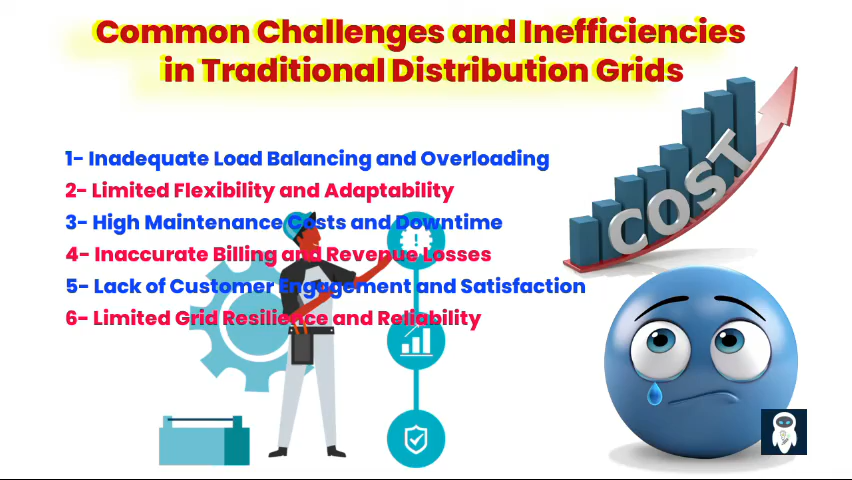 Common Challenges and Inefficiencies
in Traditional Distribution Grids
1- Inadequate Load Balancing and Overloading
2- Limited Flexibility and Adaptability
3- High Maintenance Costs and Downtime
4- Inaccurate Billing and Revenue Losses
5- Lack of Customer Engagement and Satisfaction
6- Limited Grid Resilience and Reliability
COST